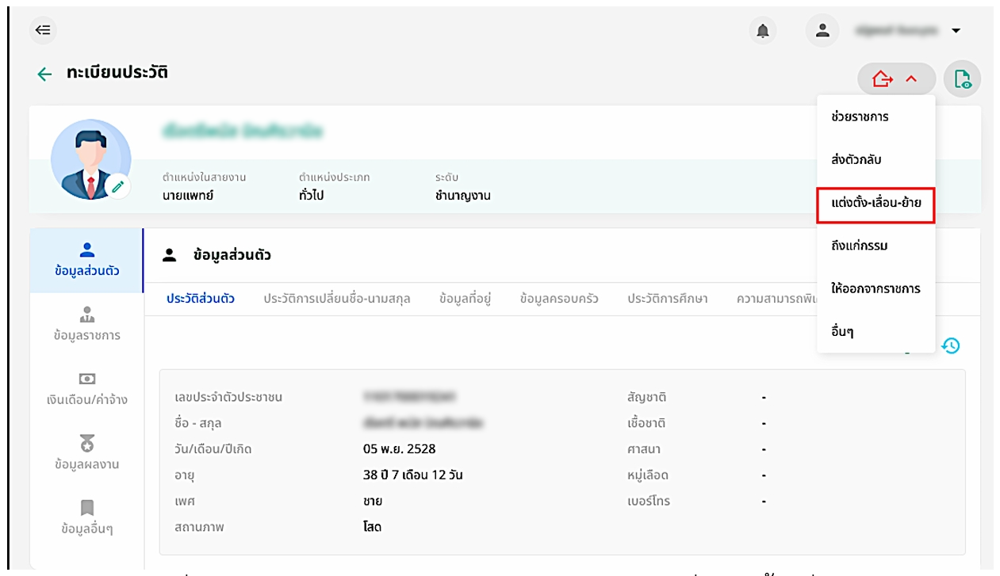 ทะเบียนประวัติ
ช่วยราชการ
ส่งตัวกลับ
ตำแหน่งในสายงาน ตำแหน่งประเภท ระดับ
นายแพทย์ ทั่วไป ชำนาญงาน
แต่งตั้ง-เลื่อน-ย้าย
ถึงแก่กรรม
ให้ออกจากราชการ
อื่นๆ
ข้อมูลส่วนตัว
ข้อมูลราชการ
เงินเดือน/ค่าจ้าง
ข้อมูลผลงาน
ข้อมูลอื่นๆ
ข้อมูลส่วนตัว
ประวัติส่วนตัว ประวัติการเปลี่ยนชื่อ-นามสกุล ข้อมูลที่อยู่ ข้อมูลครอบครัว ประวัติการศึกษา
เลขประจำตัวประชาชน สัญชาติ -
ชื่อ - สกุล เชื้อชาติ -
วัน/เดือน/ปีเกิด 05 พ.ย. 2528 ศาสนา -
อายุ 38 ปี 7 เดือน 12 วัน หมู่เลือด -
เพศ ชาย เบอร์โทร -
สถานภาพ โสด